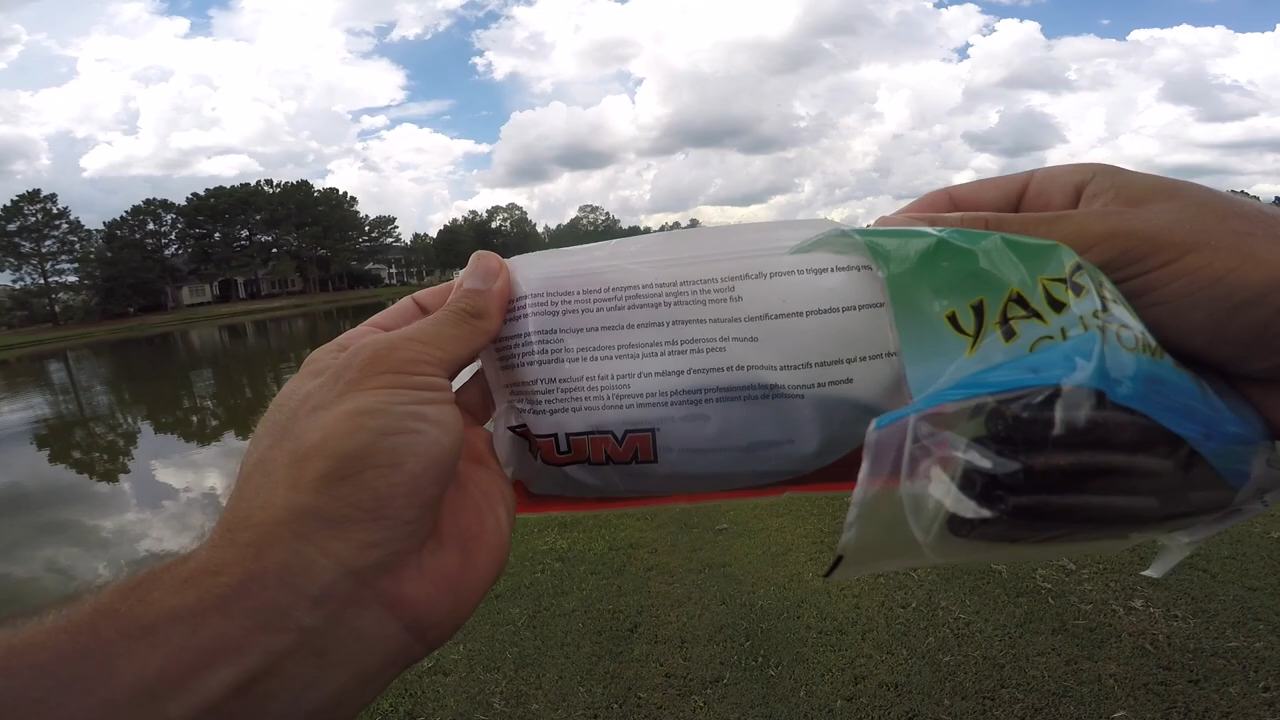 attractant includes a blend of enzymes and natural attractants scientifically proven to trigger a feeding
and tested by the most powerful professional anglers in the world
technology gives you an unfair advantage by attracting more fish
patentada incluye una mezcla de enzimas y atrayentes naturales científicamente probados para provocar
de alimentación
y probada por los pescadores profesionales más poderosos del mundo
a la vanguardia que le da una ventaja justa al atraer más peces
YUM exclusif est fait à partir d'un mélange d'enzymes et de produits attractifs naturels qui se sont
stimuler l'appétit des poissons
de recherches et mis à l'épreuve par les pêcheurs professionnels les plus connus au monde
d'avant-garde qui vous donne un immense avantage en attirant plus de poissons
YUM
YAM
CUSTOM